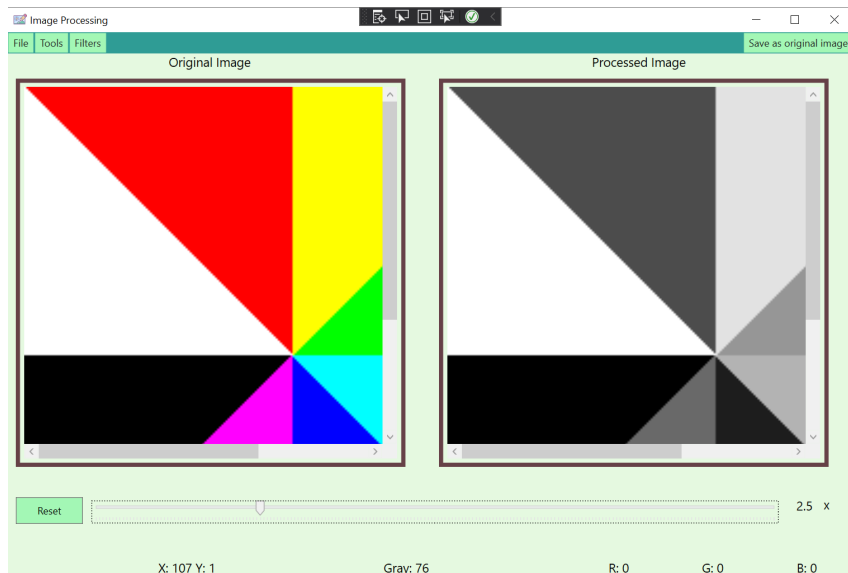 Image Processing
File Tools Filters Save as original image
Original Image Processed Image
Reset 2.5 x
X: 107 Y: 1 Gray: 76 R: 0 G: 0 B: 0